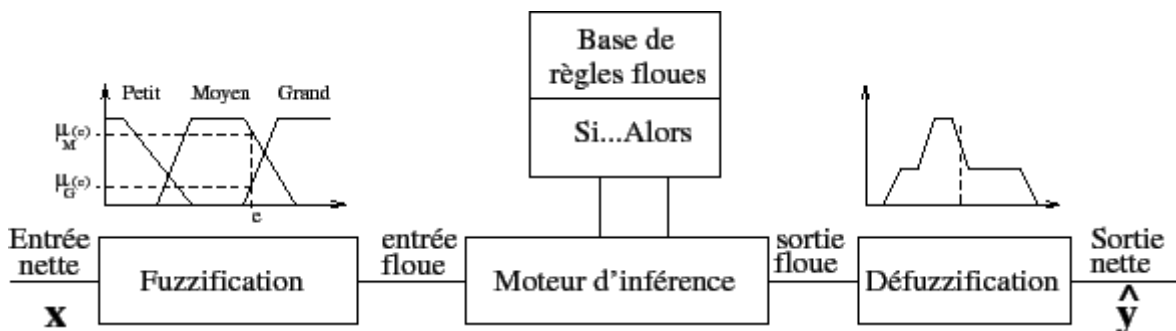 Base de
règles floues
Si...Alors
Petit Moyen Grand
μM(e)
μG(e)
e
Entrée
nette
x
Fuzzification
entrée
floue
Moteur d'inférence
sortie
floue
Défuzzification
Sortie
nette
ŷ